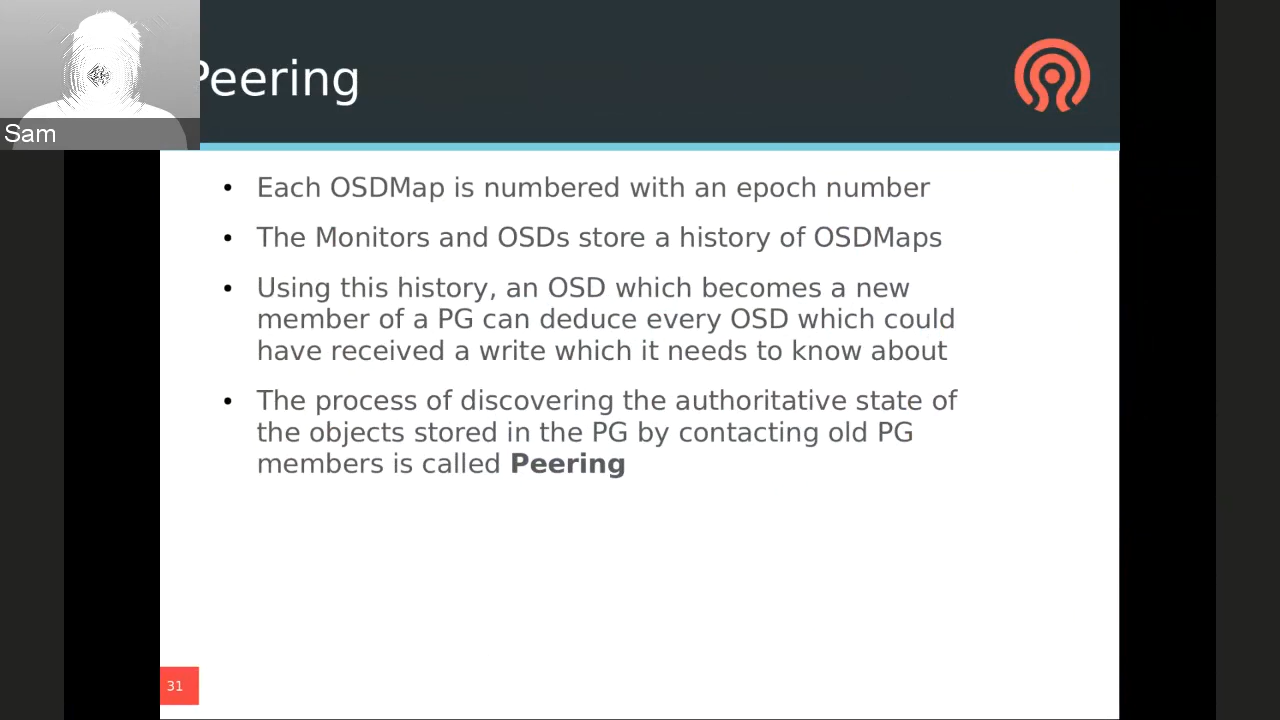 Peering
Sam
• Each OSDMap is numbered with an epoch number
• The Monitors and OSDs store a history of OSDMaps
• Using this history, an OSD which becomes a new
member of a PG can deduce every OSD which could
have received a write which it needs to know about
• The process of discovering the authoritative state of
the objects stored in the PG by contacting old PG
members is called Peering
31